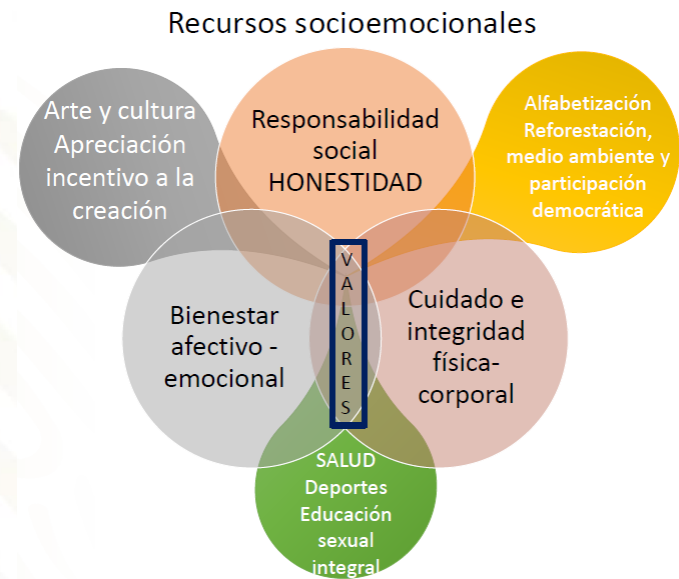 Recursos socioemocionales
Arte y cultura
Apreciación
incentivo a la
creación
Responsabilidad
social
HONESTIDAD
Alfabetización
Reforestación,
medio ambiente y
participación
democrática
Bienestar
afectivo -
emocional
V
A
L
O
R
E
S
Cuidado e
integridad
física-
corporal
SALUD
Deportes
Educación
sexual
integral